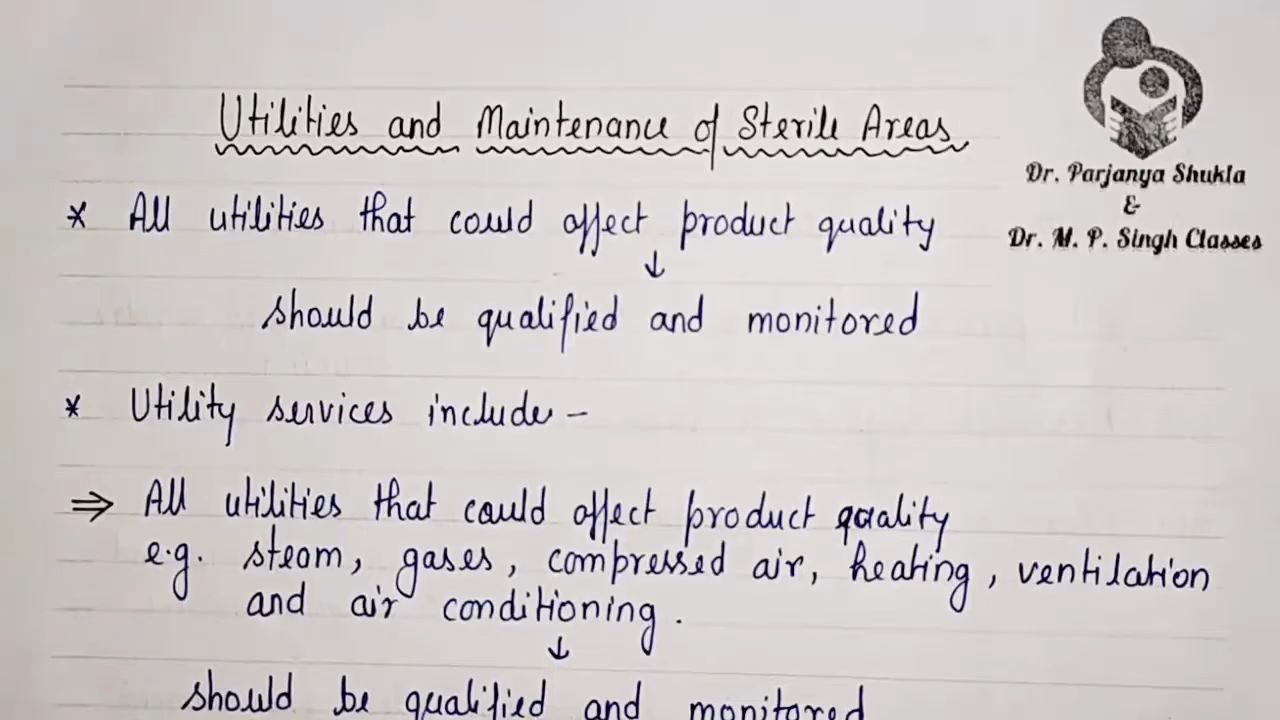 Utilities and Maintenance of Sterile Areas
Dr. Parjanya Shukla
&
Dr. M. P. Singh Classes
* All utilities that could affect product quality
↓
should be qualified and monitored
* Utility services include -
⇒ All utilities that could affect product quality
e.g. steam, gases, compressed air, heating, ventilation
and air conditioning.
↓
should be qualified and monitored